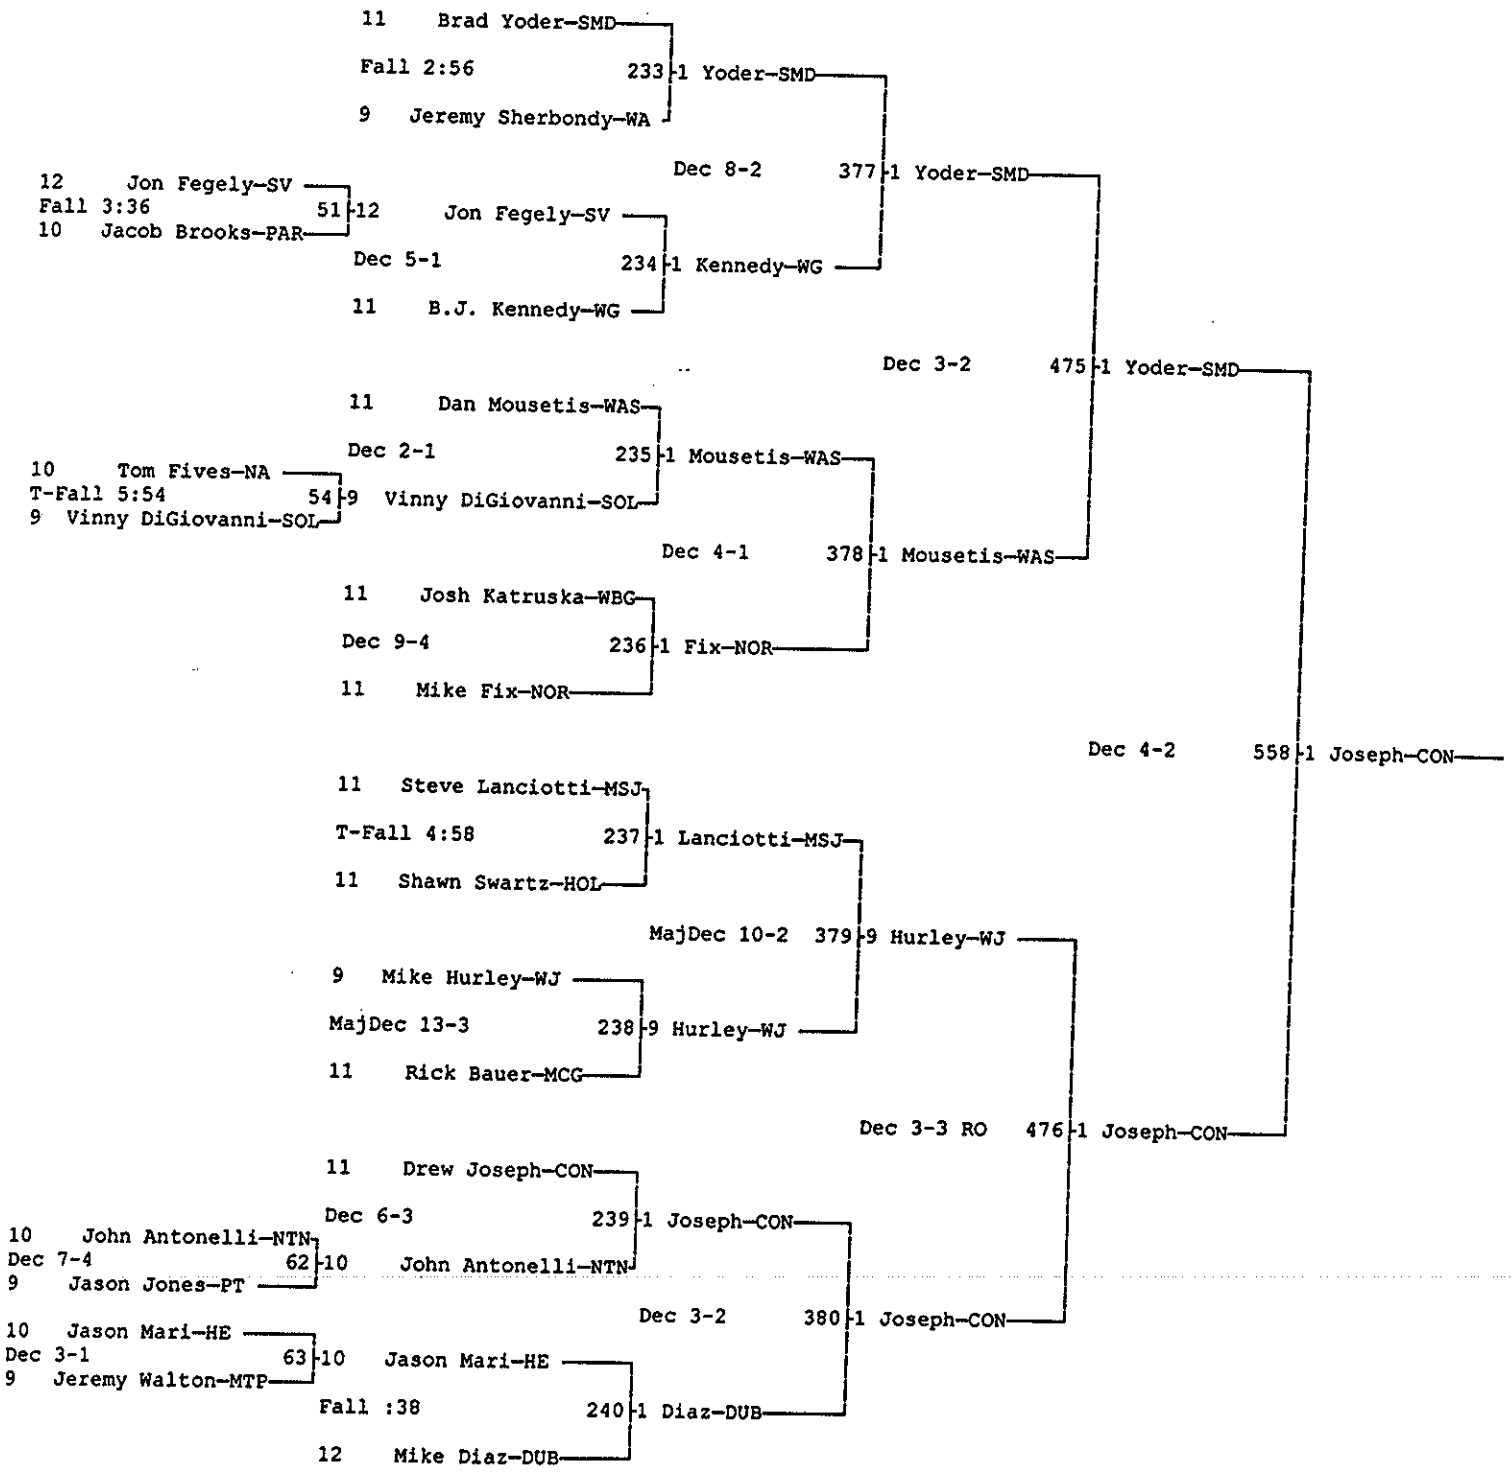 11 Brad Yoder-SMD
Fall 2:56 233 1 Yoder-SMD
9 Jeremy Sherbondy-WA
Dec 8-2 377 1 Yoder-SMD
12 Jon Fegely-SV
Fall 3:36 51 12 Jon Fegely-SV
10 Jacob Brooks-PAR
Dec 5-1 234 1 Kennedy-WG
11 B.J. Kennedy-WG
Dec 3-2 475 1 Yoder-SMD
11 Dan Mousetis-WAS
Dec 2-1 235 1 Mousetis-WAS
10 Tom Fives-NA
T-Fall 5:54 54 9 Vinny DiGiovanni-SOL
9 Vinny DiGiovanni-SOL
Dec 4-1 378 1 Mousetis-WAS
11 Josh Katruska-WBG
Dec 9-4 236 1 Fix-NOR
11 Mike Fix-NOR
Dec 4-2 558 1 Joseph-CON
11 Steve Lanciotti-MSJ
T-Fall 4:58 237 1 Lanciotti-MSJ
11 Shawn Swartz-HOL
MajDec 10-2 379 9 Hurley-WJ
9 Mike Hurley-WJ
MajDec 13-3 238 9 Hurley-WJ
11 Rick Bauer-MCG
Dec 3-3 RO 476 1 Joseph-CON
11 Drew Joseph-CON
Dec 6-3 239 1 Joseph-CON
10 John Antonelli-NTN
Dec 7-4 62 10 John Antonelli-NTN
9 Jason Jones-PT
Dec 3-2 380 1 Joseph-CON
10 Jason Mari-HE
Dec 3-1 63 10 Jason Mari-HE
9 Jeremy Walton-MTP
Fall :38 240 1 Diaz-DUB
12 Mike Diaz-DUB